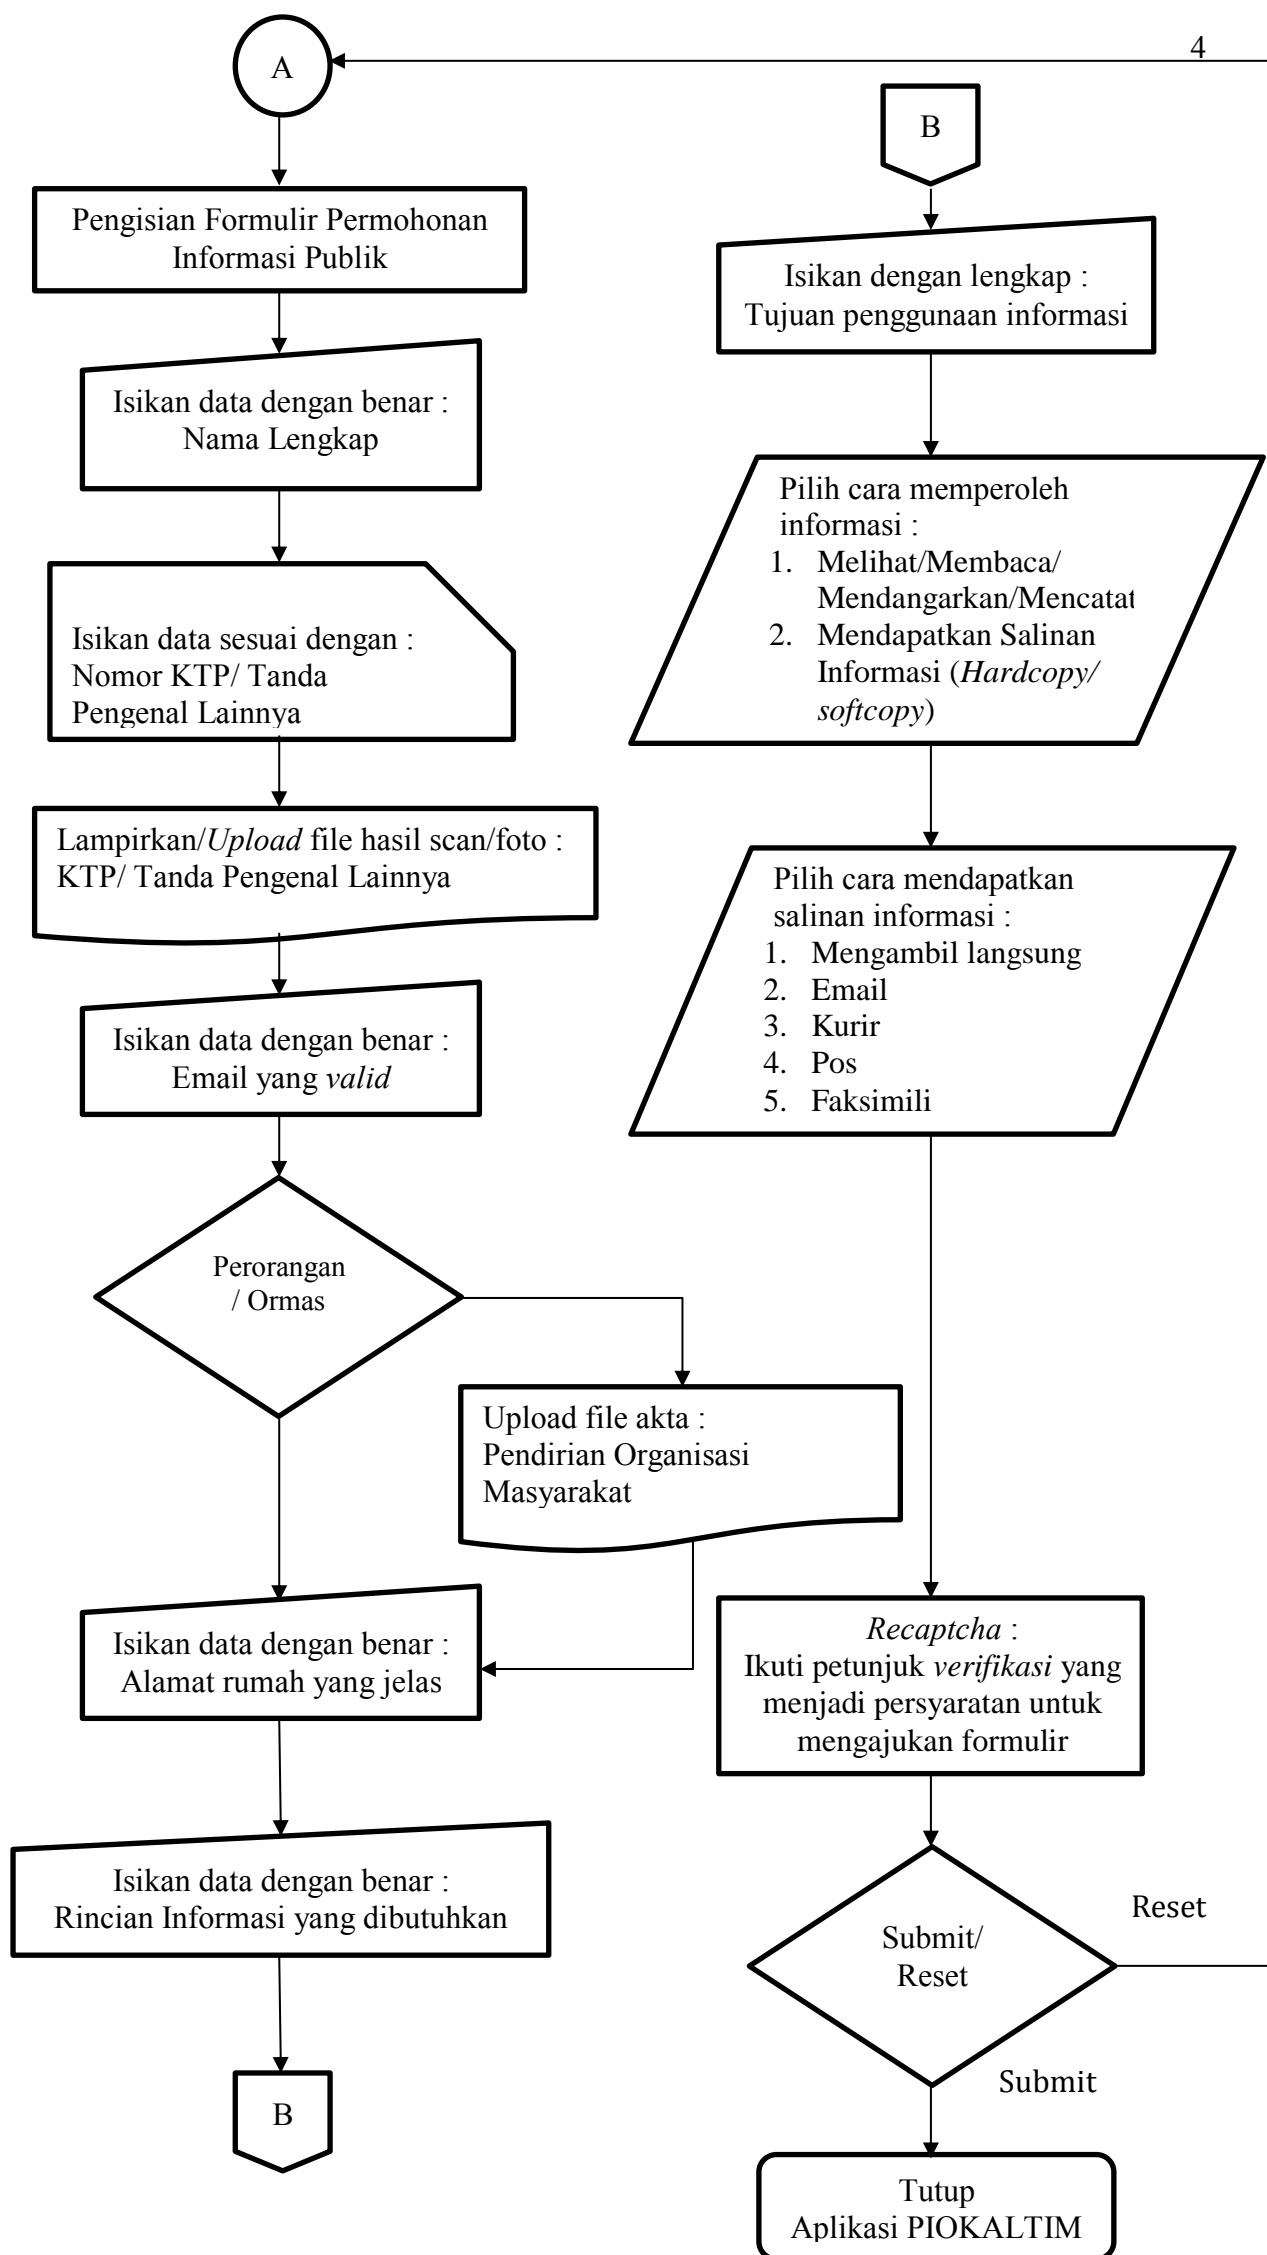 4
A
Pengisian Formulir Permohonan
Informasi Publik
Isikan data dengan benar :
Nama Lengkap
Isikan data sesuai dengan :
Nomor KTP/ Tanda
Pengenal Lainnya
Lampirkan/Upload file hasil scan/foto :
KTP/ Tanda Pengenal Lainnya
Isikan data dengan benar :
Email yang valid
Perorangan
/ Ormas
Upload file akta :
Pendirian Organisasi
Masyarakat
Isikan data dengan benar :
Alamat rumah yang jelas
Isikan data dengan benar :
Rincian Informasi yang dibutuhkan
B
B
Isikan dengan lengkap :
Tujuan penggunaan informasi
Pilih cara memperoleh
informasi :
1. Melihat/Membaca/
Mendangarkan/Mencatat
2. Mendapatkan Salinan
Informasi (Hardcopy/
softcopy)
Pilih cara mendapatkan
salinan informasi :
1. Mengambil langsung
2. Email
3. Kurir
4. Pos
5. Faksimili
Recaptcha :
Ikuti petunjuk verifikasi yang
menjadi persyaratan untuk
mengajukan formulir
Submit/
Reset
Reset
Submit
Tutup
Aplikasi PIOKALTIM